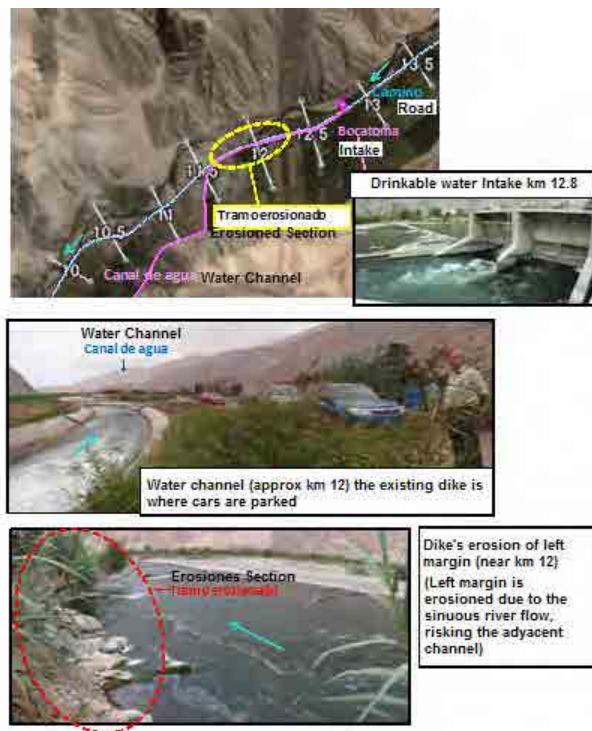 13.5
Camino
13
Road
Bocatoma
12.5
Intake
12
11.5
Drinkable water Intake km 12.8
Tramo erosionado
Erosioned Section
11
10.5
10
Canal de agua Water Channel
Water Channel
Canal de agua
Water channel (approx km 12) the existing dike is
where cars are parked
Erosiones Section
Tramo erosionado
Dike's erosion of left
margin (near km 12)
(Left margin is
erosioned due to the
sinuous river flow,
risking the adjacent
channel)